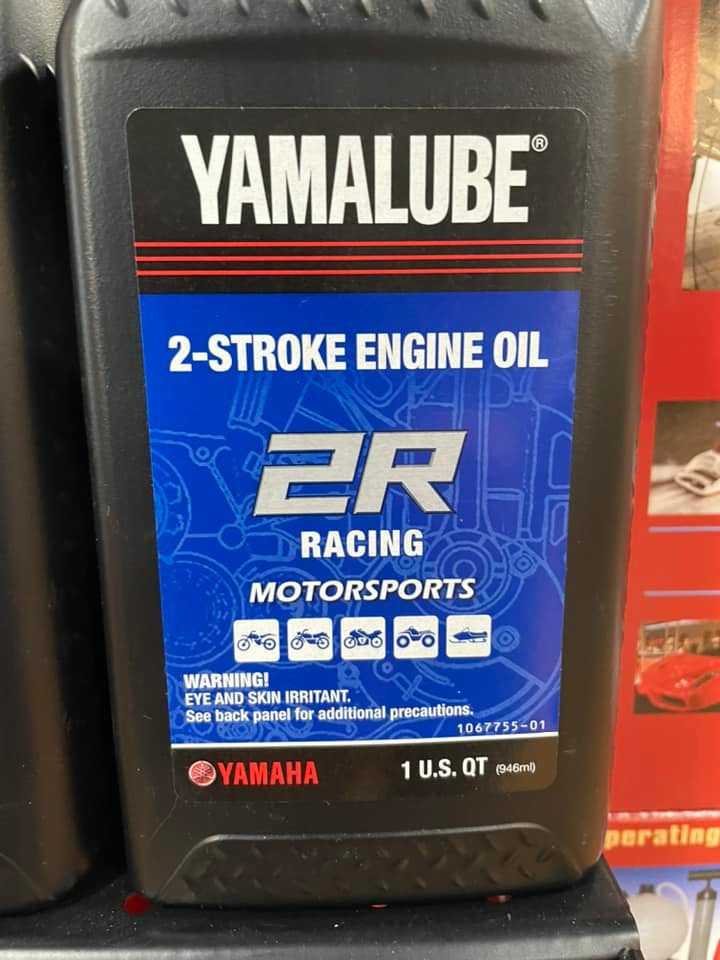 YAMALUBE®
2-STROKE ENGINE OIL
2R
RACING
MOTORSPORTS
WARNING!
EYE AND SKIN IRRITANT.
See back panel for additional precautions.
1067755-01
YAMAHA 1 U.S. QT (946ml)
perating